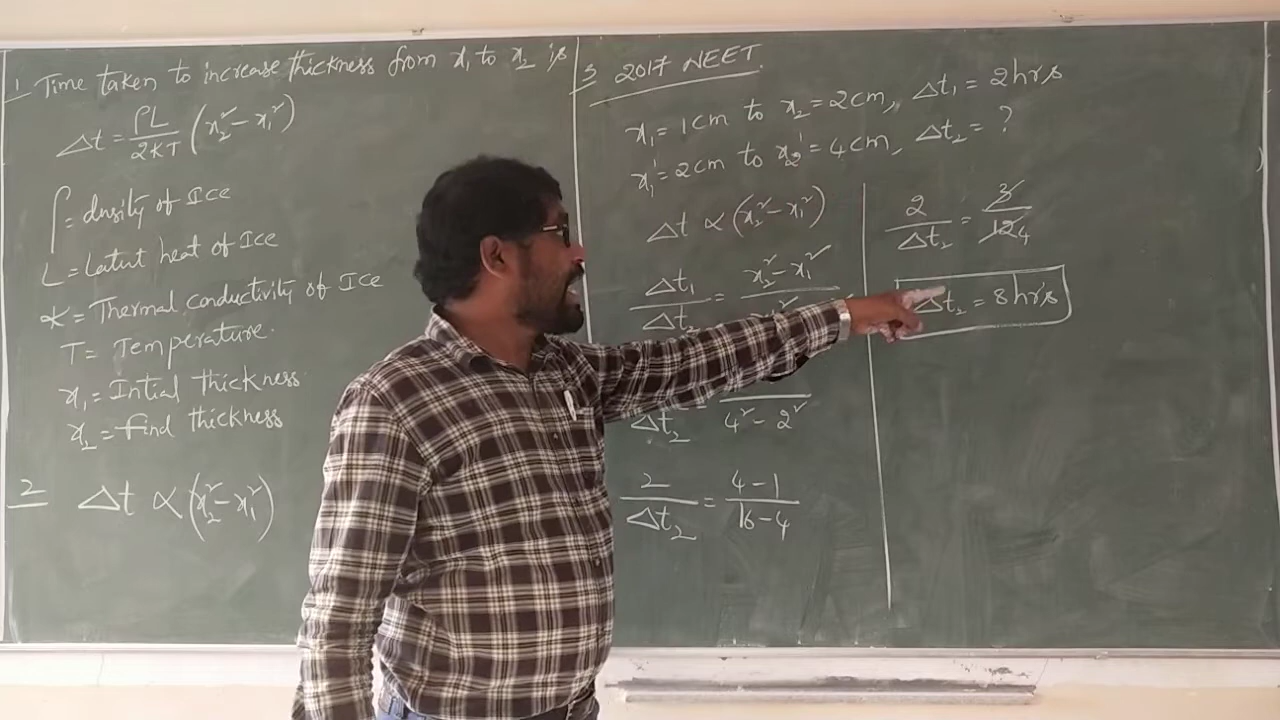 1 Time taken to increase thickness from x₁ to x₂ is
Δt = ρL/2KT (x₂² - x₁²)
ρ = density of Ice
L = Latent heat of Ice
K = Thermal conductivity of Ice
T = Temperature
x₁ = Intial thickness
x₂ = Find thickness
2 Δt ∝ (x₂² - x₁²)
3 2017 NEET.
x₁ = 1cm to x₂ = 2cm, Δt₁ = 2hrs
x₁' = 2cm to x₂' = 4cm, Δt₂ = ?
Δt ∝ (x₂² - x₁²)
Δt₁/Δt₂ = x₂² - x₁²/
Δt₂ = /4² - 2²
2/Δt₂ = 4-1/16-4
2/Δt₂ = 3/12 4
Δt₂ = 8hrs